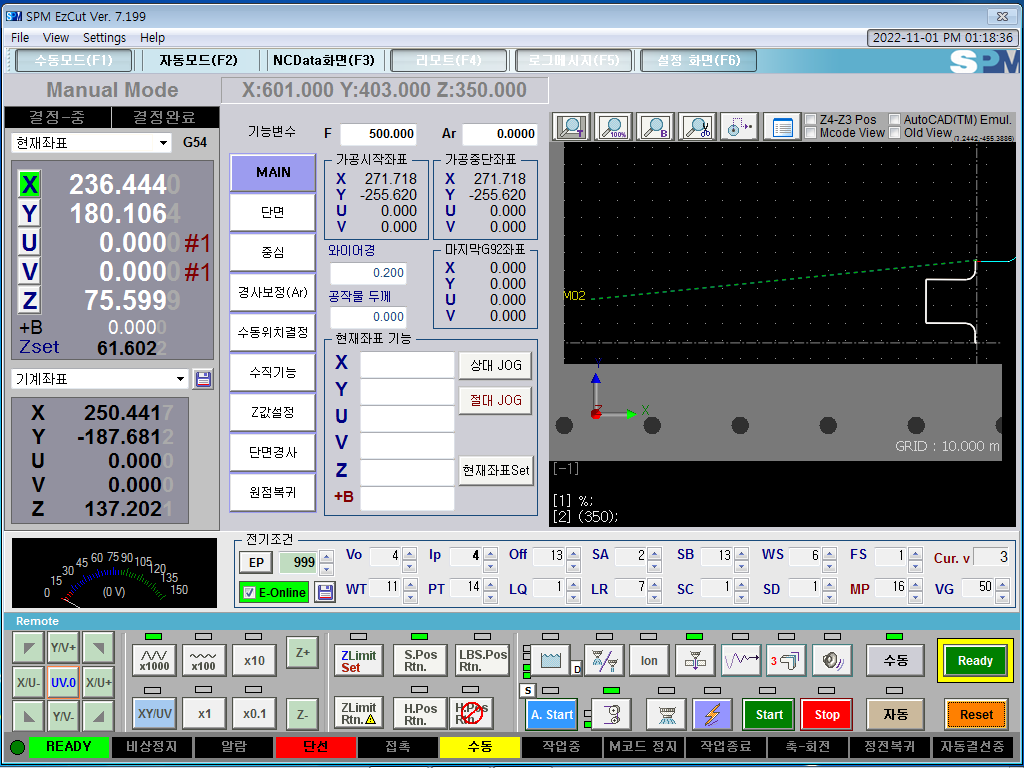 SPM EzCut Ver. 7.199
File View Settings Help
2022-11-01 PM 01:18:36
수동모드(F1) 자동모드(F2) NCData화면(F3) 리모트(F4) 로그메시지(F5) 설정 화면(F6)
SPM
Manual Mode
X:601.000 Y:403.000 Z:350.000
결정-중 결정완료
현재좌표 G54
X 236.4440
Y 180.1064
U 0.0000 #1
V 0.0000 #1
Z 75.5999
+B 0.0000
Zset 61.6022
기계좌표
X 250.4417
Y -187.6812
U 0.0000
V 0.0000
Z 137.2021
기능변수 F 500.000 Ar 0.0000
MAIN
단면
중심
경사보정(Ar)
수동위치결정
수직기능
Z값설정
단면경사
원점복귀
가공시작좌표
X 271.718
Y -255.620
U 0.000
V 0.000
가공중단좌표
X 271.718
Y -255.620
U 0.000
V 0.000
와이어경
0.200
공작물 두께
0.000
마지막G92좌표
X 0.000
Y 0.000
U 0.000
V 0.000
현재좌표 기능
X
Y
U
V
Z
+B
상대 JOG
절대 JOG
현재좌표Set
T 100% B
Z4-Z3 Pos AutoCAD(TM) Emul.
Mcode View Old View
(7.2442 -455.3886)
M02
Y
Z
X
GRID : 10.000 m
[-1]
[1] %;
[2] (350);
0 15 30 45 60 75 90 105 120 135 150
(0 V)
전기조건
EP 999
E-Online
Vo 4 Ip 4 Off 13 SA 2 SB 13 WS 6 FS 1 Cur. v 3
WT 11 PT 14 LQ 1 LR 7 SC 1 SD 1 MP 16 VG 50
Remote
Y/V+
X/U- UV.0 X/U+
Y/V-
x1000 x100 x10 Z+
XY/UV x1 x0.1 Z-
ZLimit Set
S.Pos Rtn.
LBS.Pos Rtn.
ZLimit Rtn.
H.Pos Rtn.
H.Pos Rtn.
D
Ion
3
수동
Ready
S
A. Start
Start
Stop
자동
Reset
READY 비상정지 알람 단선 접촉 수동 작업중 M코드 정지 작업종료 축-회전 정전복귀 자동결선중